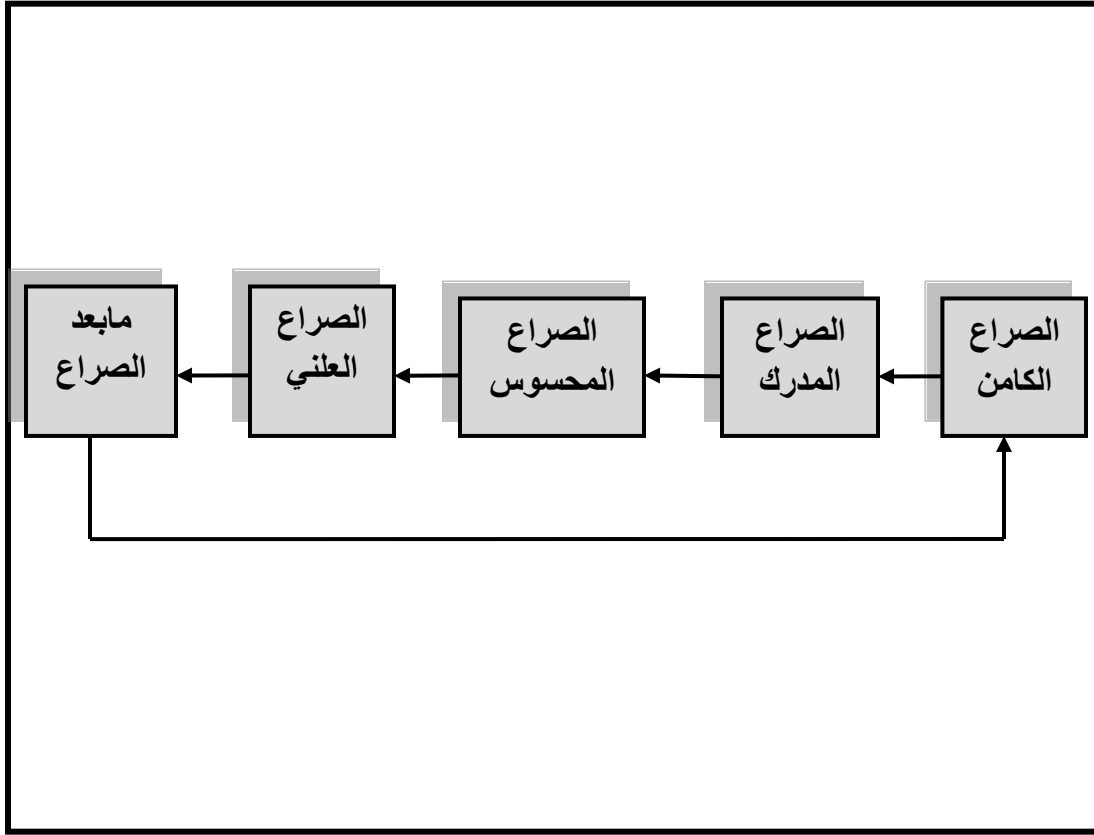 الصراع
الكامن
الصراع
المدرك
الصراع
المحسوس
الصراع
العلني
مابعد
الصراع